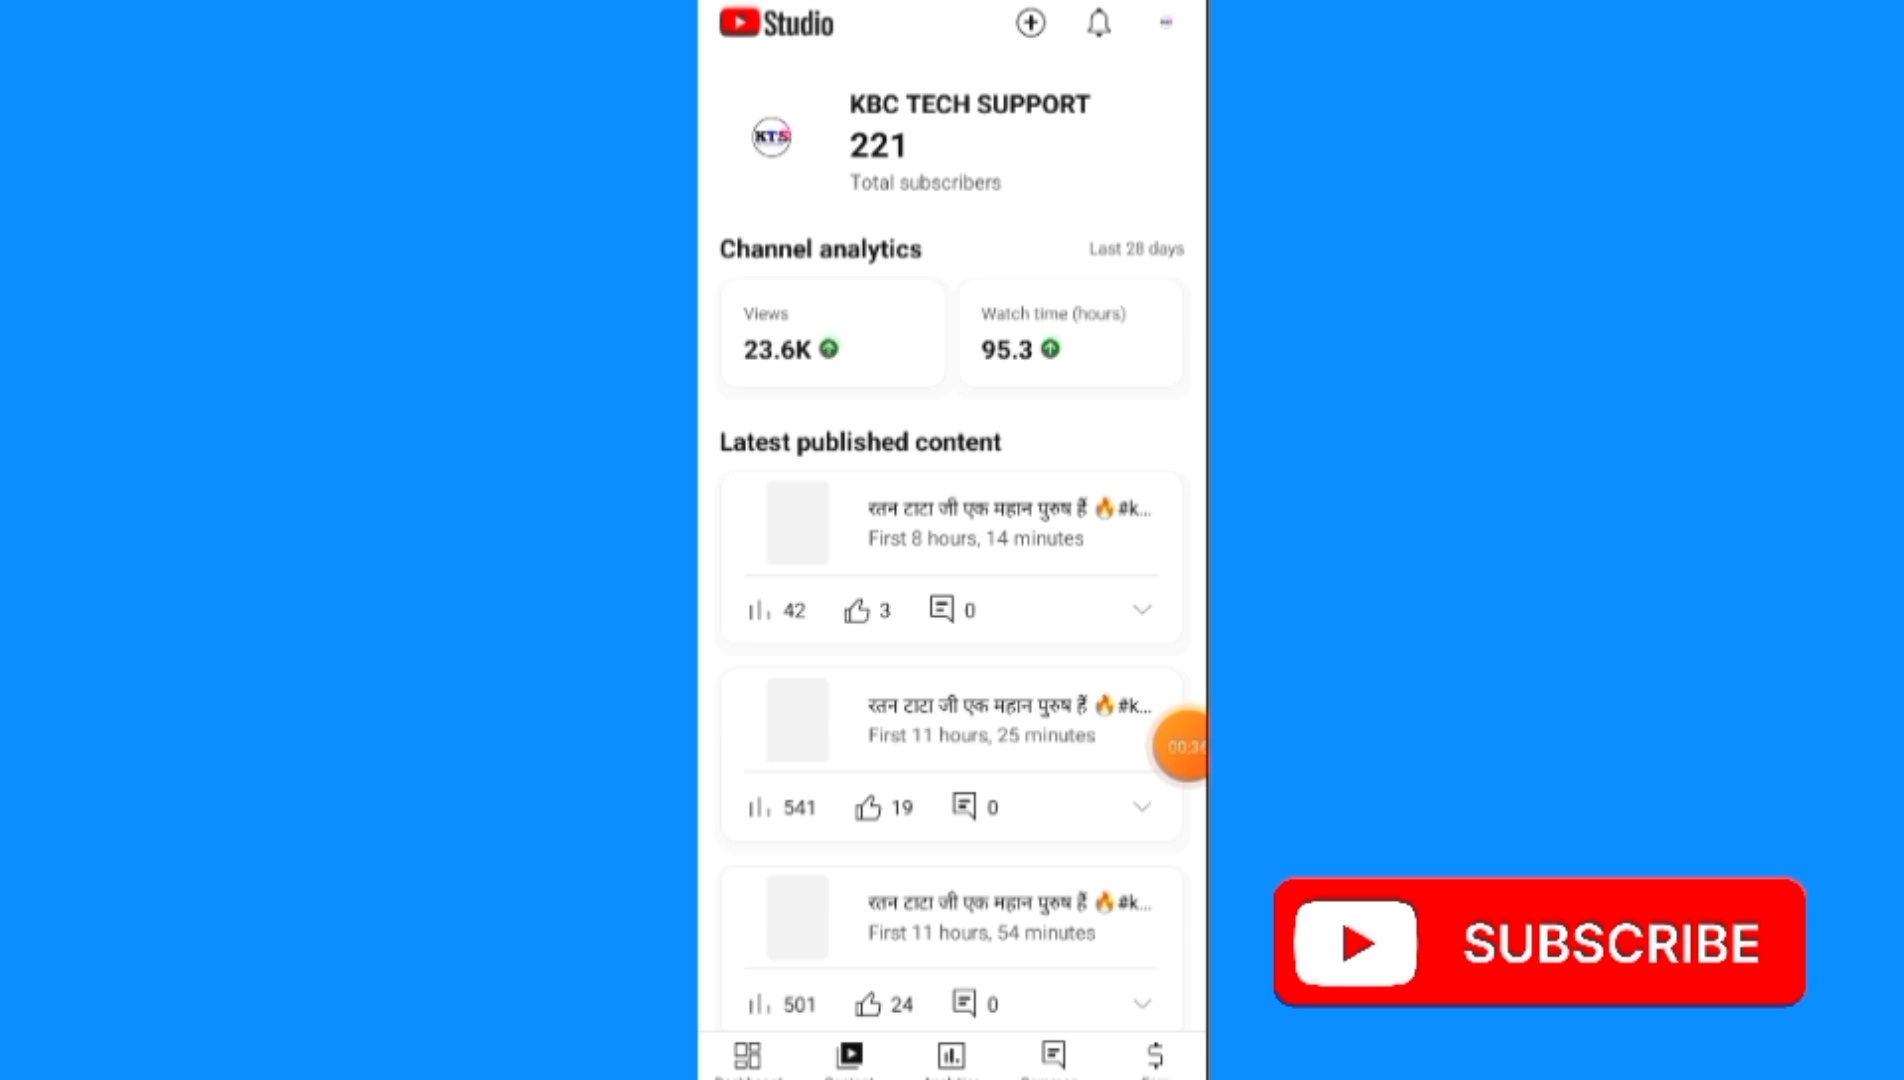 Studio
KBC TECH SUPPORT
KTS
221
Total subscribers
Channel analytics
Last 28 days
Views
Watch time (hours)
23.6K
95.3
Latest published content
रतन टाटा जी एक महान पुरुष हैं 🔥 #k...
First 8 hours, 14 minutes
42 3 0
रतन टाटा जी एक महान पुरुष हैं 🔥 #k...
First 11 hours, 25 minutes
00:36
541 19 0
रतन टाटा जी एक महान पुरुष हैं 🔥 #k...
First 11 hours, 54 minutes
501 24 0
SUBSCRIBE